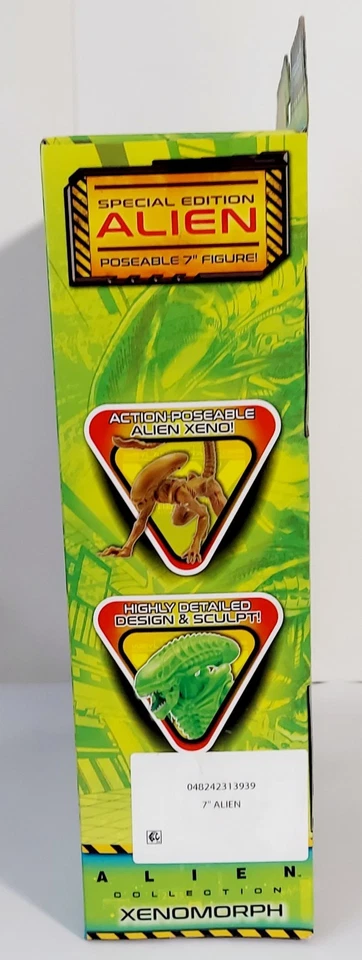 SPECIAL EDITION
ALIEN
POSEABLE 7" FIGURE!
ACTION-POSEABLE
ALIEN XENO!
HIGHLY DETAILED
DESIGN & SCULPT!
048242313939
7" ALIEN
ALIEN™
COLLECTION
XENOMORPH